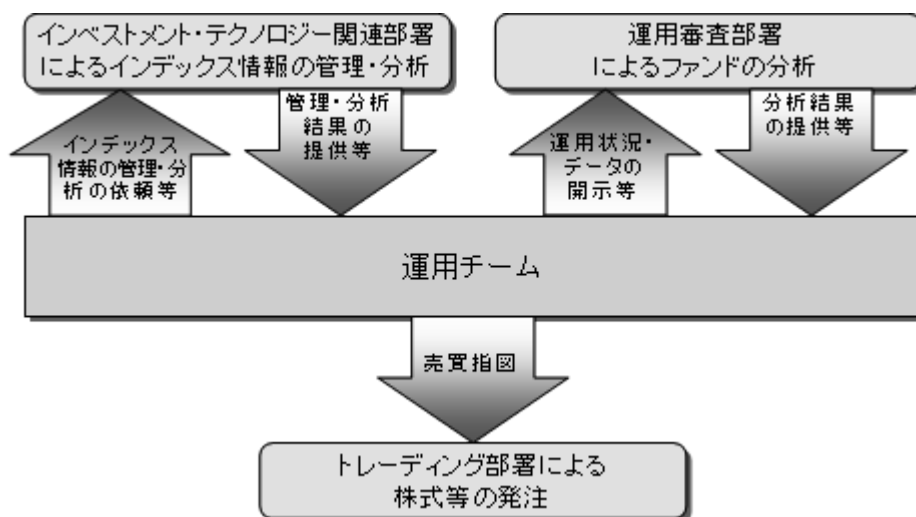 インベストメント・テクノロジー関連部署
によるインデックス情報の管理・分析
運用審査部署
によるファンドの分析
インデックス
情報の管理・分
析の依頼等
管理・分析
結果の
提供等
運用状況・
データの
開示等
分析結果
の提供等
運用チーム
売買指図
トレーディング部署による
株式等の発注